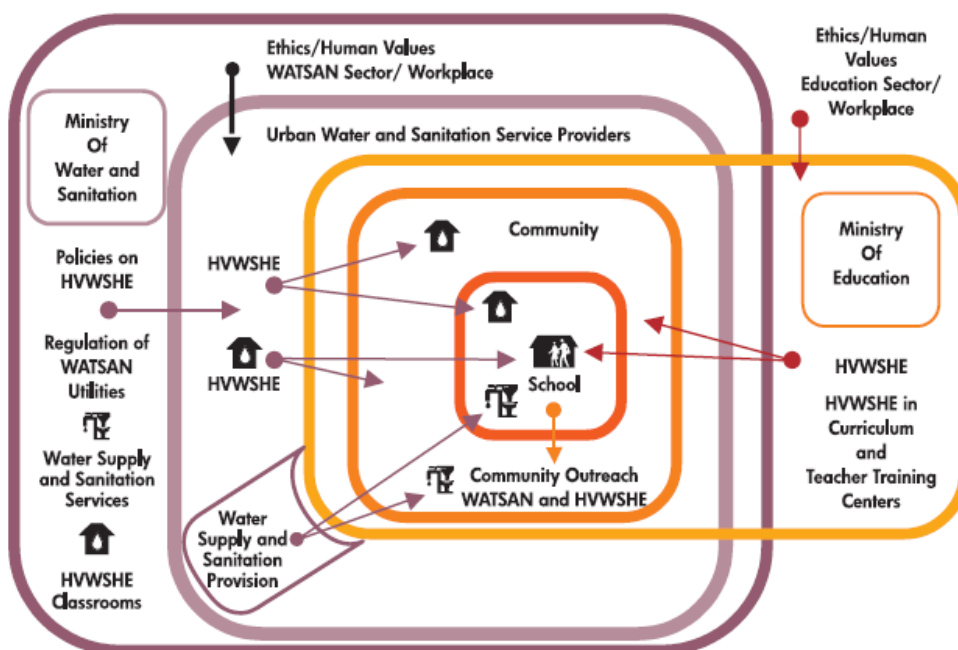 Ethics/Human Values
WATSAN Sector/ Workplace
Ethics/Human
Values
Education Sector/
Workplace
Ministry
Of
Water and
Sanitation
Urban Water and Sanitation Service Providers
Community
Ministry
Of
Education
Policies on
HVWSHE
HVWSHE
Regulation of
WATSAN
Utilities
HVWSHE
School
HVWSHE
HVWSHE in
Curriculum
and
Teacher Training
Centers
Water Supply
and Sanitation
Services
Community Outreach
WATSAN and HVWSHE
Water
Supply and
Sanitation
Provision
HVWSHE
Classrooms